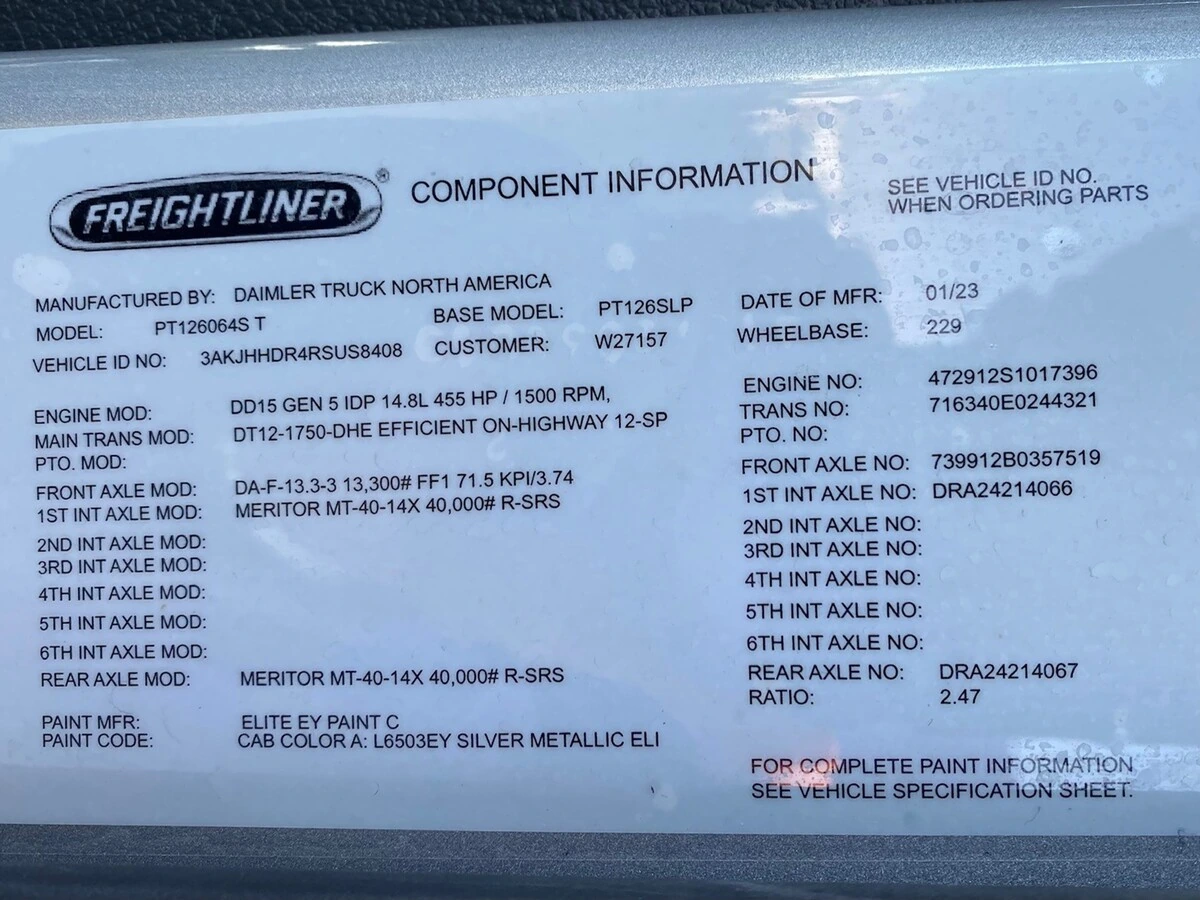 FREIGHTLINER ®
COMPONENT INFORMATION
SEE VEHICLE ID NO.
WHEN ORDERING PARTS
MANUFACTURED BY: DAIMLER TRUCK NORTH AMERICA
MODEL: PT126064S T
BASE MODEL: PT126SLP
DATE OF MFR: 01/23
VEHICLE ID NO: 3AKJHHDR4RSUS8408
CUSTOMER: W27157
WHEELBASE: 229
ENGINE MOD: DD15 GEN 5 IDP 14.8L 455 HP / 1500 RPM,
MAIN TRANS MOD: DT12-1750-DHE EFFICIENT ON-HIGHWAY 12-SP
PTO. MOD:
FRONT AXLE MOD: DA-F-13.3-3 13,300# FF1 71.5 KPI/3.74
1ST INT AXLE MOD: MERITOR MT-40-14X 40,000# R-SRS
2ND INT AXLE MOD:
3RD INT AXLE MOD:
4TH INT AXLE MOD:
5TH INT AXLE MOD:
6TH INT AXLE MOD:
REAR AXLE MOD: MERITOR MT-40-14X 40,000# R-SRS
PAINT MFR: ELITE EY PAINT C
PAINT CODE: CAB COLOR A: L6503EY SILVER METALLIC ELI
ENGINE NO: 472912S1017396
TRANS NO: 716340E0244321
PTO. NO:
FRONT AXLE NO: 739912B0357519
1ST INT AXLE NO: DRA24214066
2ND INT AXLE NO:
3RD INT AXLE NO:
4TH INT AXLE NO:
5TH INT AXLE NO:
6TH INT AXLE NO:
REAR AXLE NO: DRA24214067
RATIO: 2.47
FOR COMPLETE PAINT INFORMATION
SEE VEHICLE SPECIFICATION SHEET.